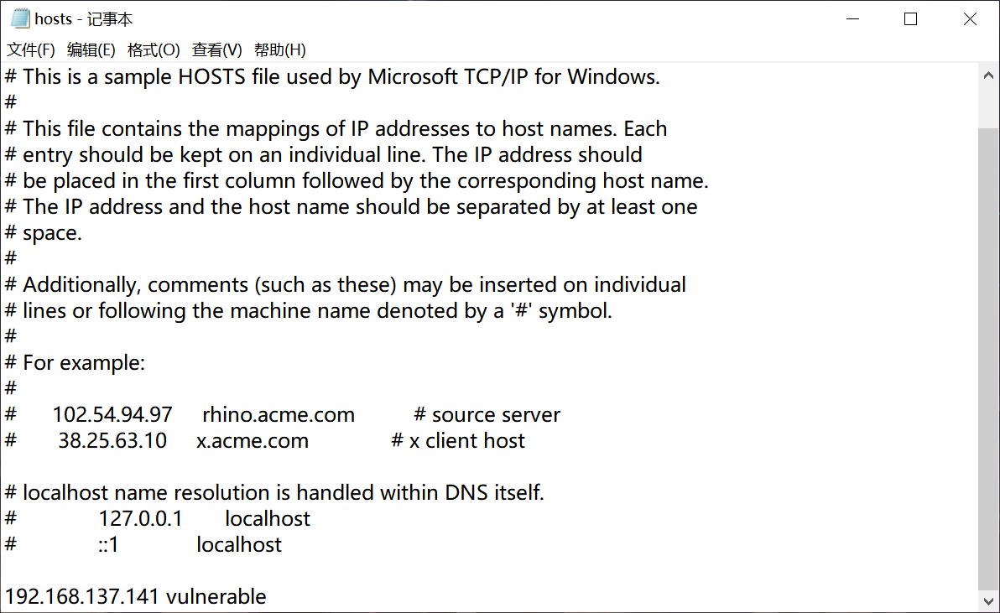 hosts - 记事本
文件(F) 编辑(E) 格式(O) 查看(V) 帮助(H)
# This is a sample HOSTS file used by Microsoft TCP/IP for Windows.
#
# This file contains the mappings of IP addresses to host names. Each
# entry should be kept on an individual line. The IP address should
# be placed in the first column followed by the corresponding host name.
# The IP address and the host name should be separated by at least one
# space.
#
# Additionally, comments (such as these) may be inserted on individual
# lines or following the machine name denoted by a '#' symbol.
#
# For example:
#
# 102.54.94.97 rhino.acme.com # source server
# 38.25.63.10 x.acme.com # x client host
# localhost name resolution is handled within DNS itself.
# 127.0.0.1 localhost
# ::1 localhost
192.168.137.141 vulnerable